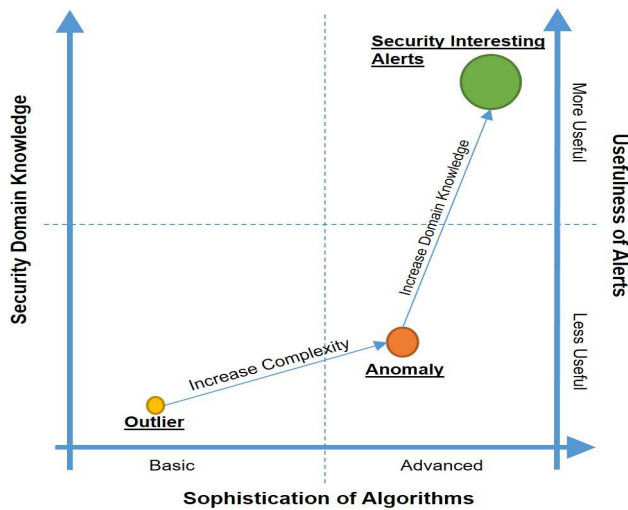 Security Interesting
Alerts
Security Domain Knowledge
More Useful
Usefulness of Alerts
Increase Domain Knowledge
Less Useful
Increase Complexity
Anomaly
Outlier
Basic
Advanced
Sophistication of Algorithms